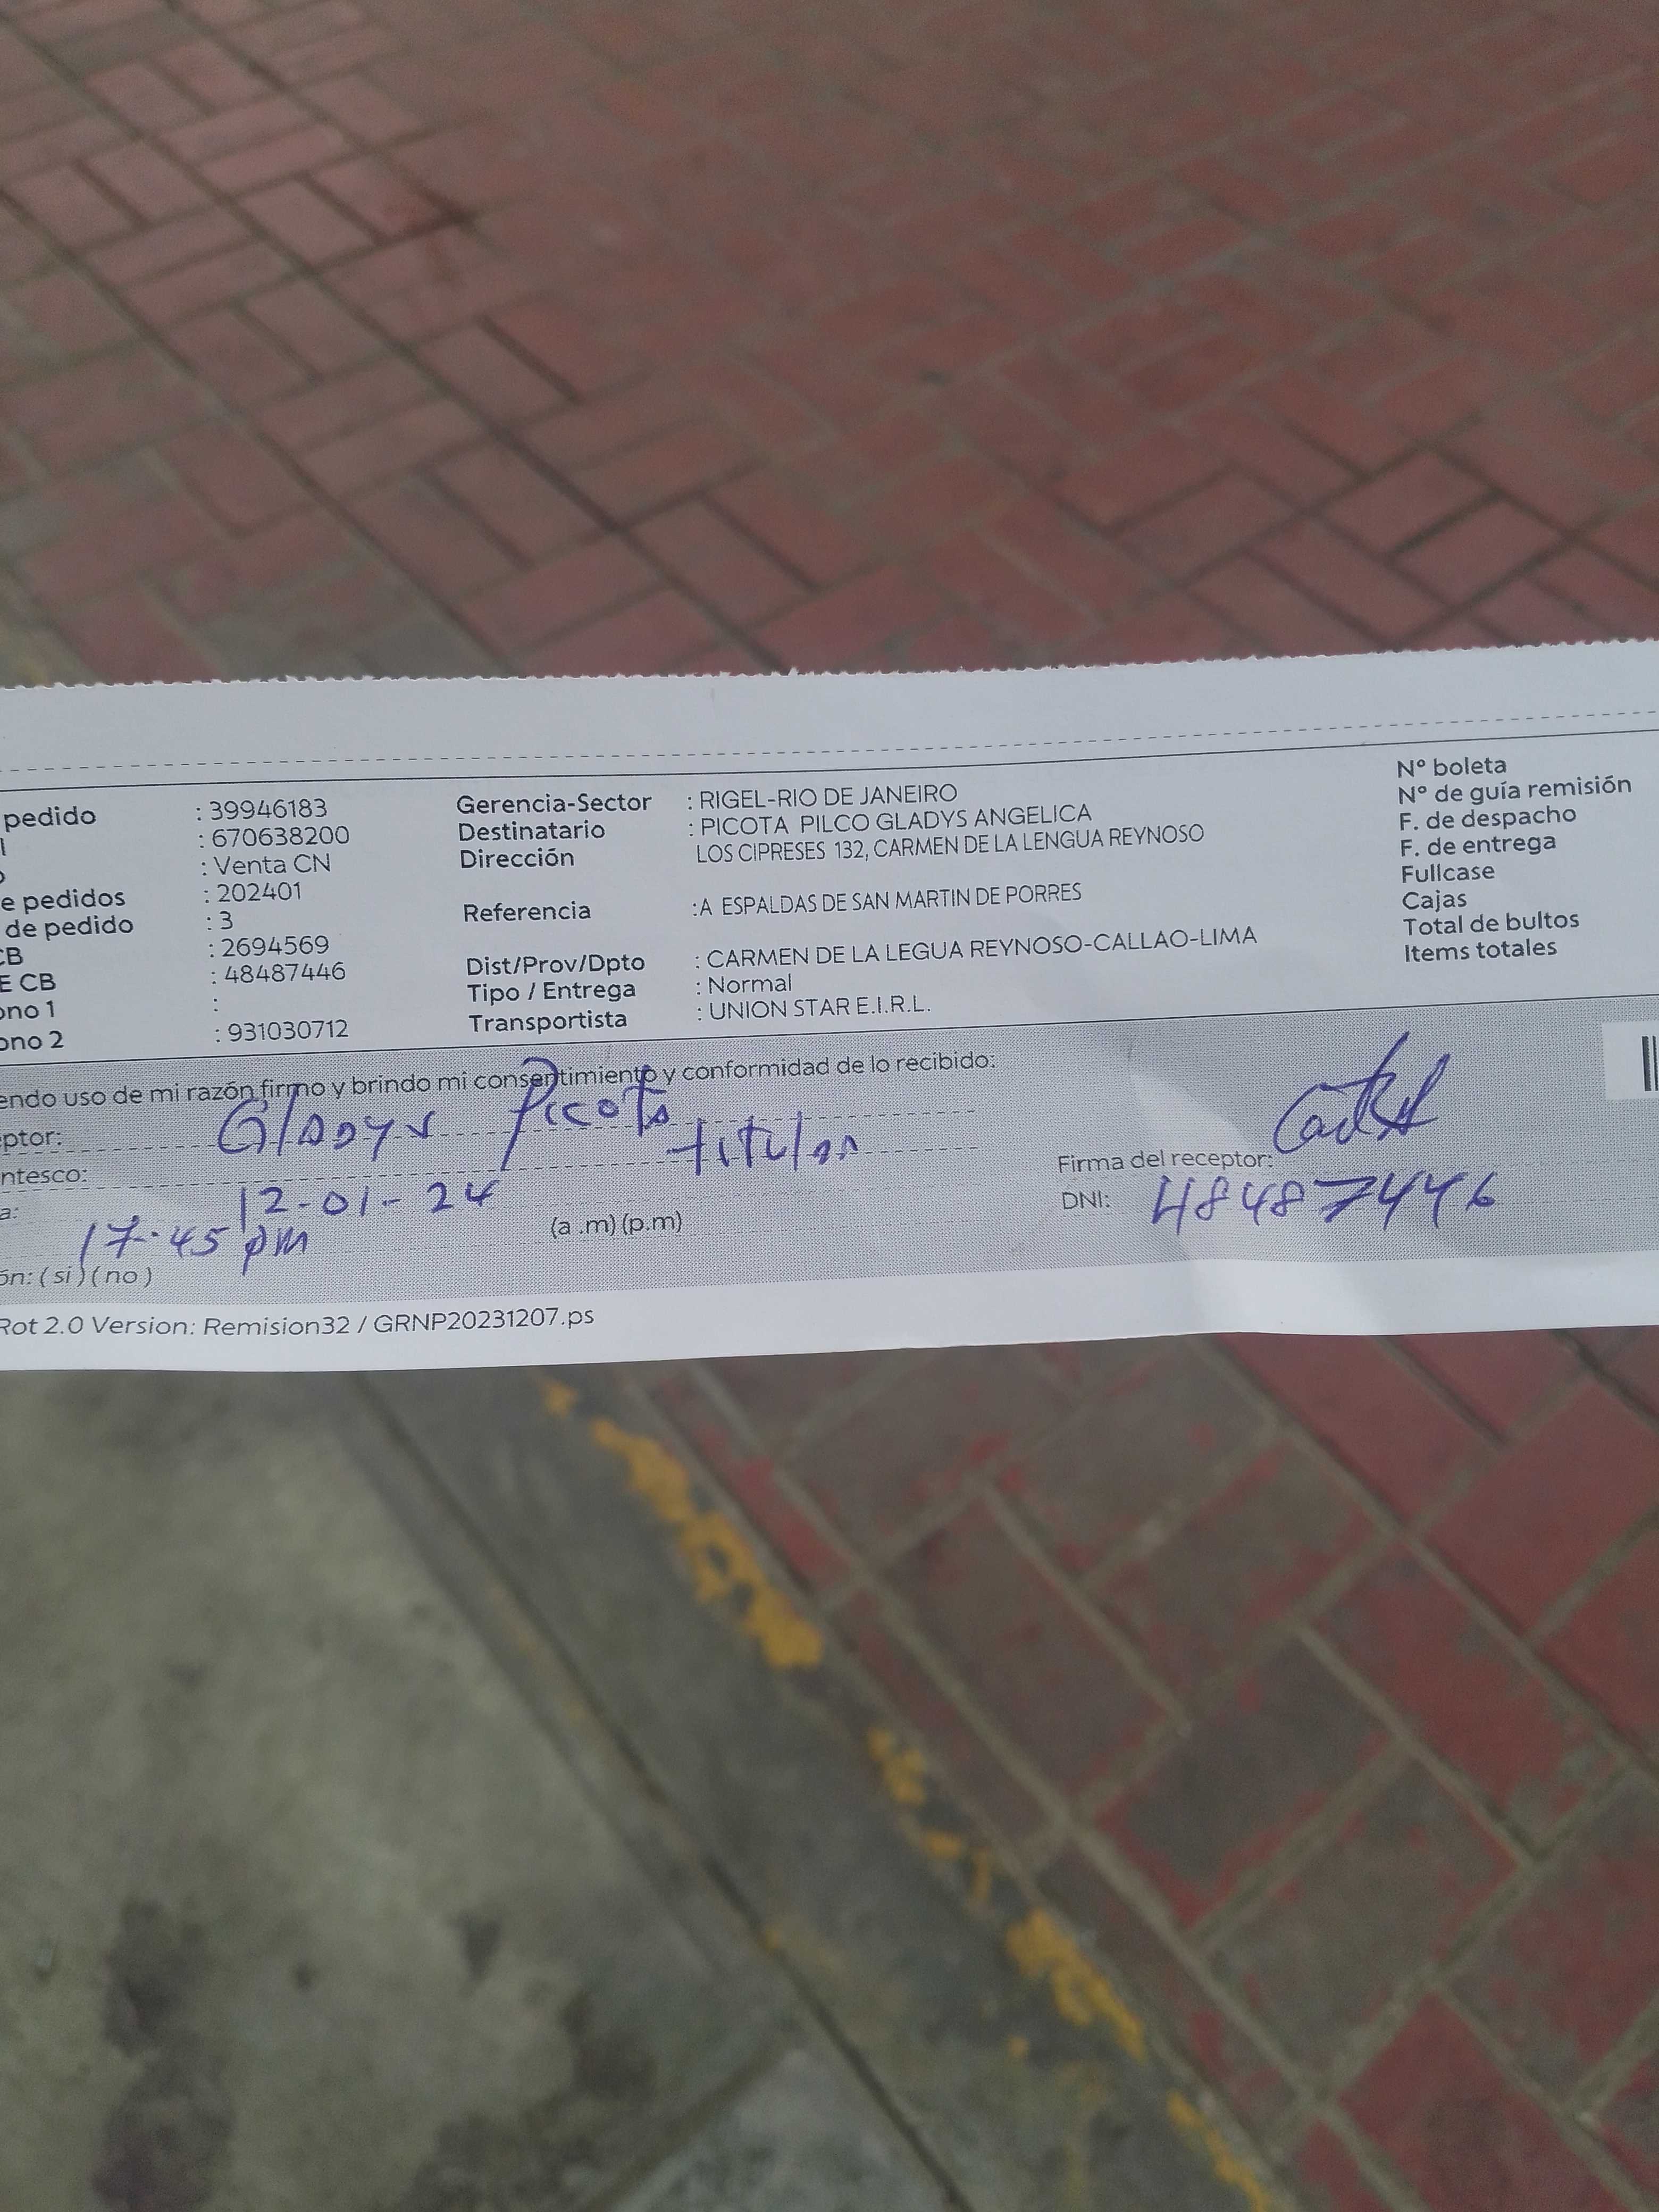 pedido : 39946183
: 670638200
: Venta CN
e pedidos : 202401
de pedido : 3
CB : 2694569
E CB : 48487446
ono 1 :
ono 2 : 931030712
Gerencia-Sector : RIGEL-RIO DE JANEIRO
Destinatario : PICOTA PILCO GLADYS ANGELICA
Dirección LOS CIPRESES 132, CARMEN DE LA LENGUA REYNOSO
Referencia :A ESPALDAS DE SAN MARTIN DE PORRES
Dist/Prov/Dpto : CARMEN DE LA LEGUA REYNOSO-CALLAO-LIMA
Tipo / Entrega : Normal
Transportista : UNION STAR E.I.R.L.
Nº boleta
Nº de guía remisión
F. de despacho
F. de entrega
Fullcase
Cajas
Total de bultos
Items totales
endo uso de mi razón, firmo y brindo mi consentimiento y conformidad de lo recibido:
eptor: Gladys Picota
ntesco: titular
a: 12-01-24
17:45 pm (a .m) (p.m)
ón: ( si ) ( no )
Firma del receptor:
DNI: 48487446
Rot 2.0 Version: Remision32 / GRNP20231207.ps